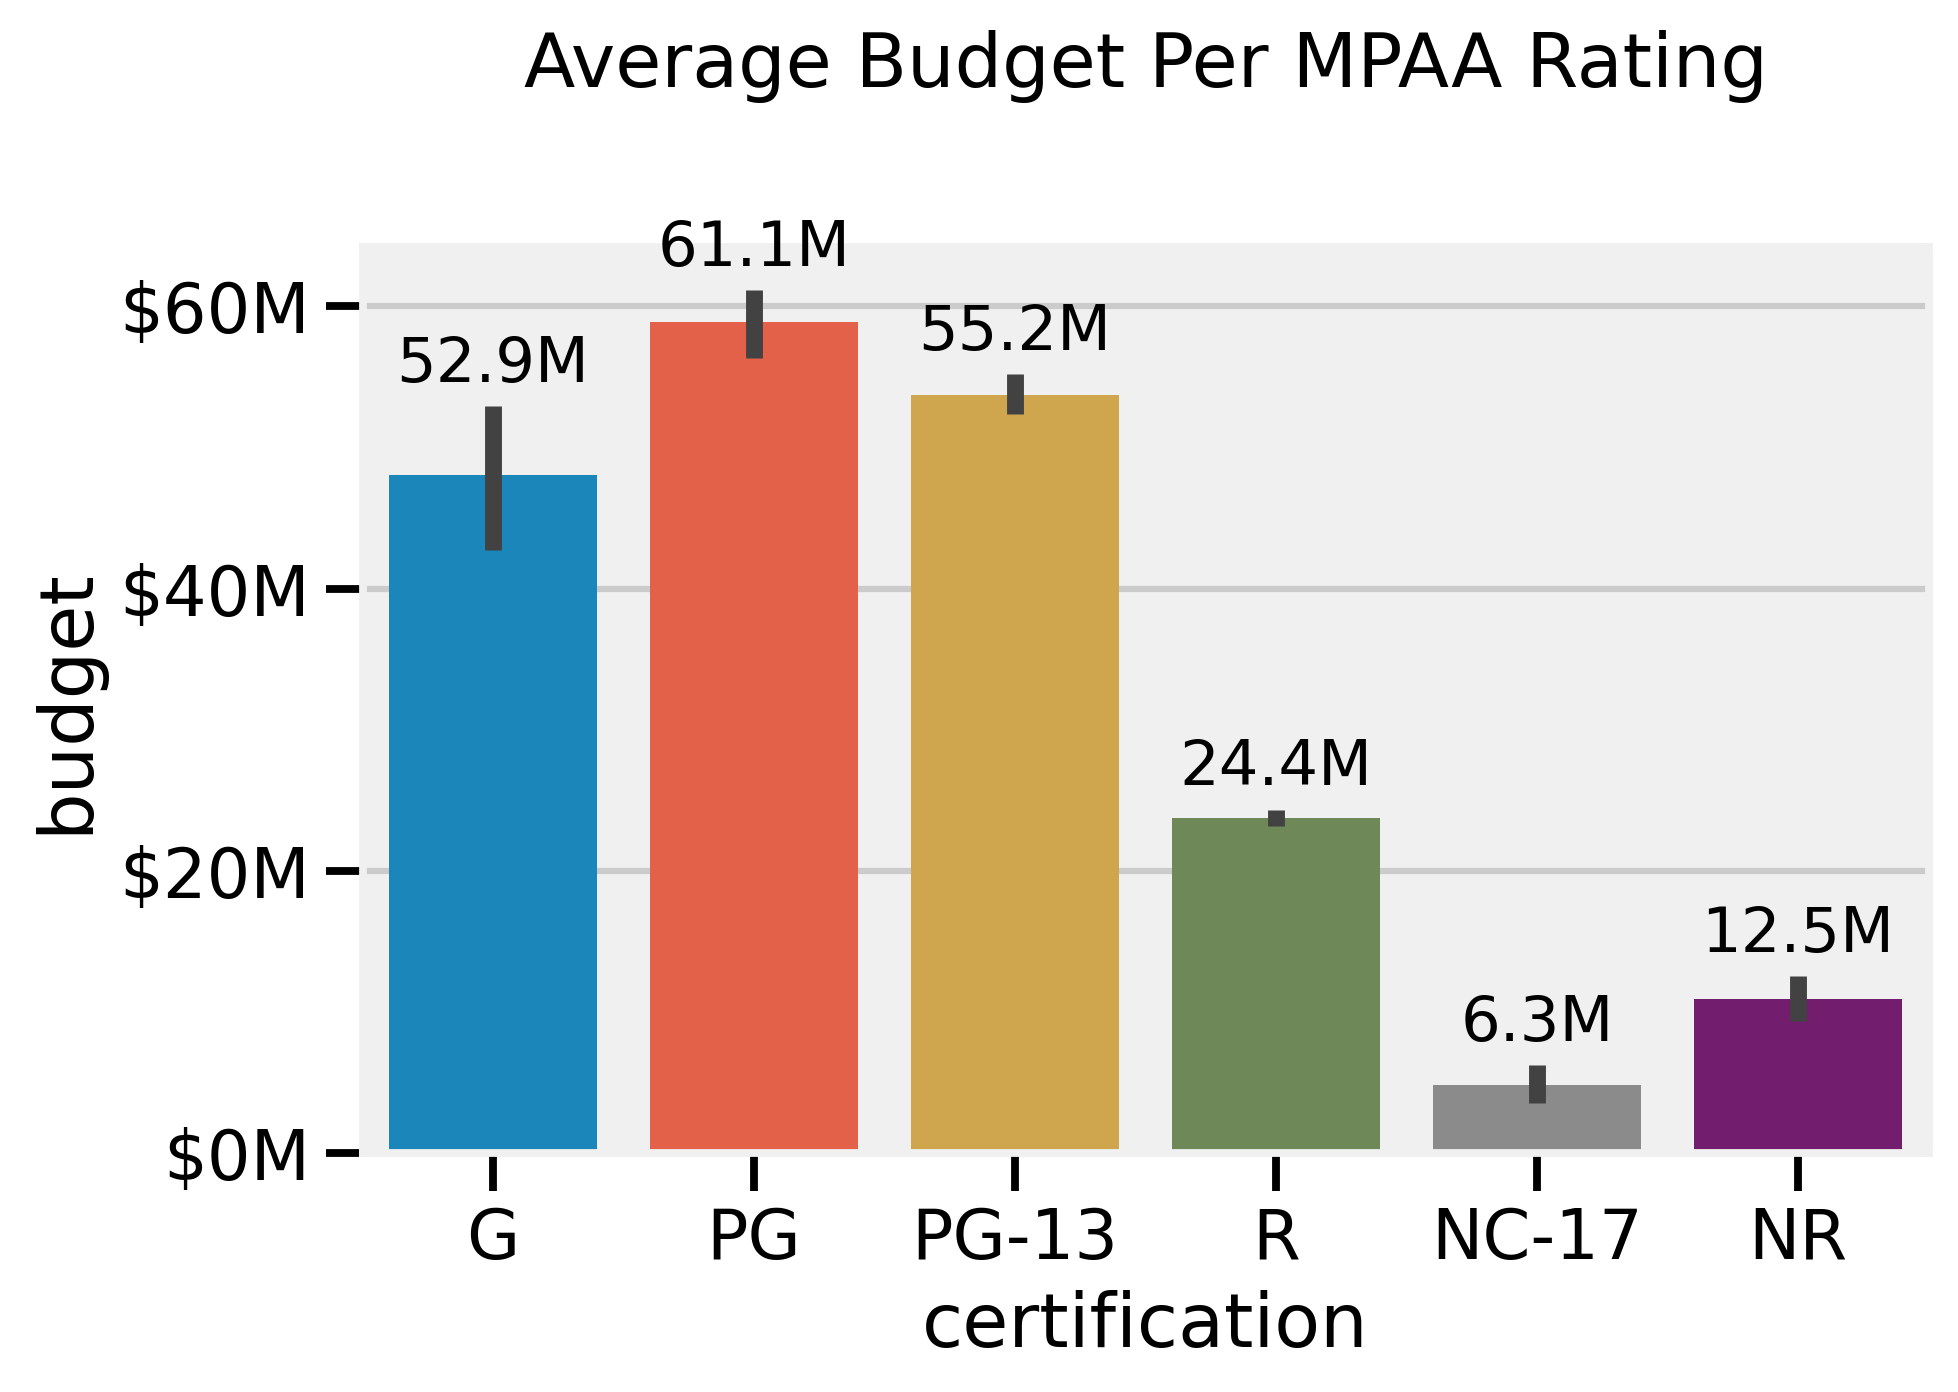 Average Budget Per MPAA Rating
61.1M
$60M
55.2M
52.9M
$40M
budget
24.4M
$20M
12.5M
6.3M
$0M
G PG PG-13 R NC-17 NR
certification